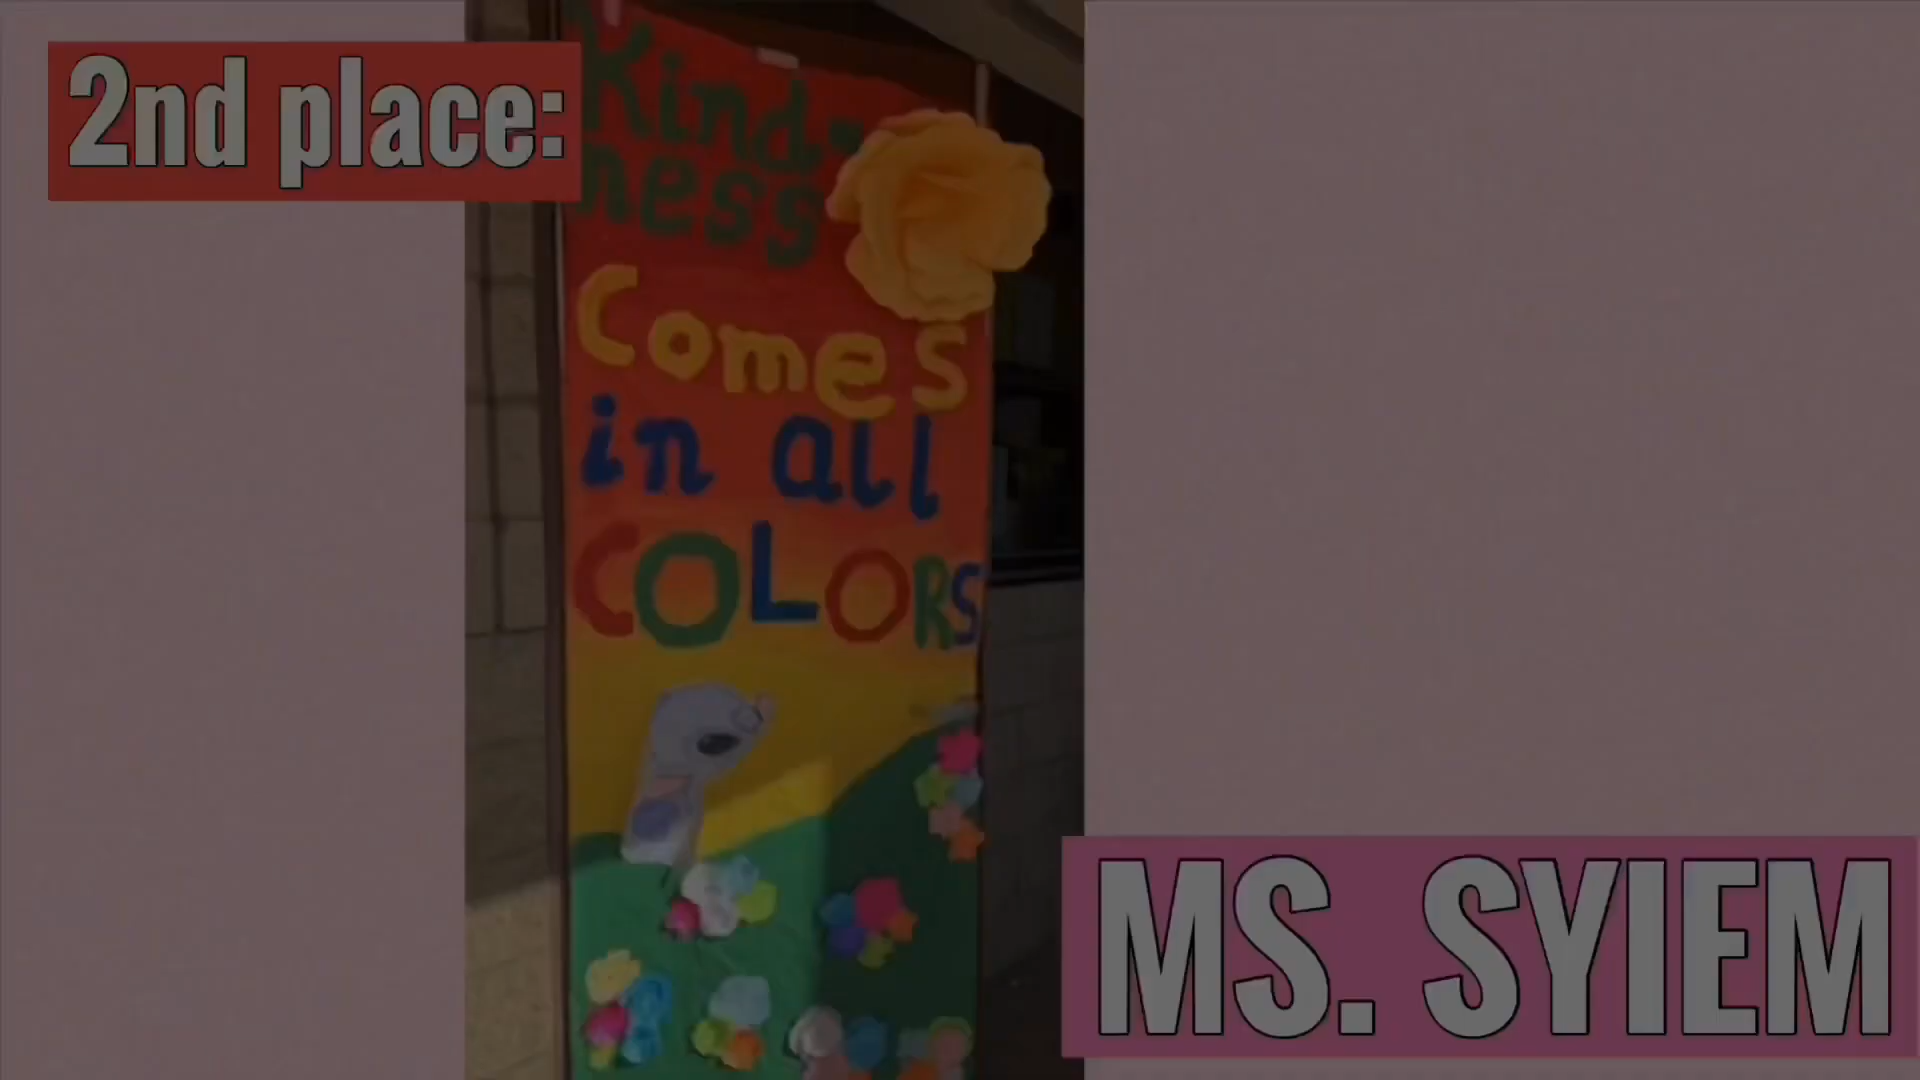 2nd place:
Kind-
ness
Comes
in all
COLORS
MS. SYIEM